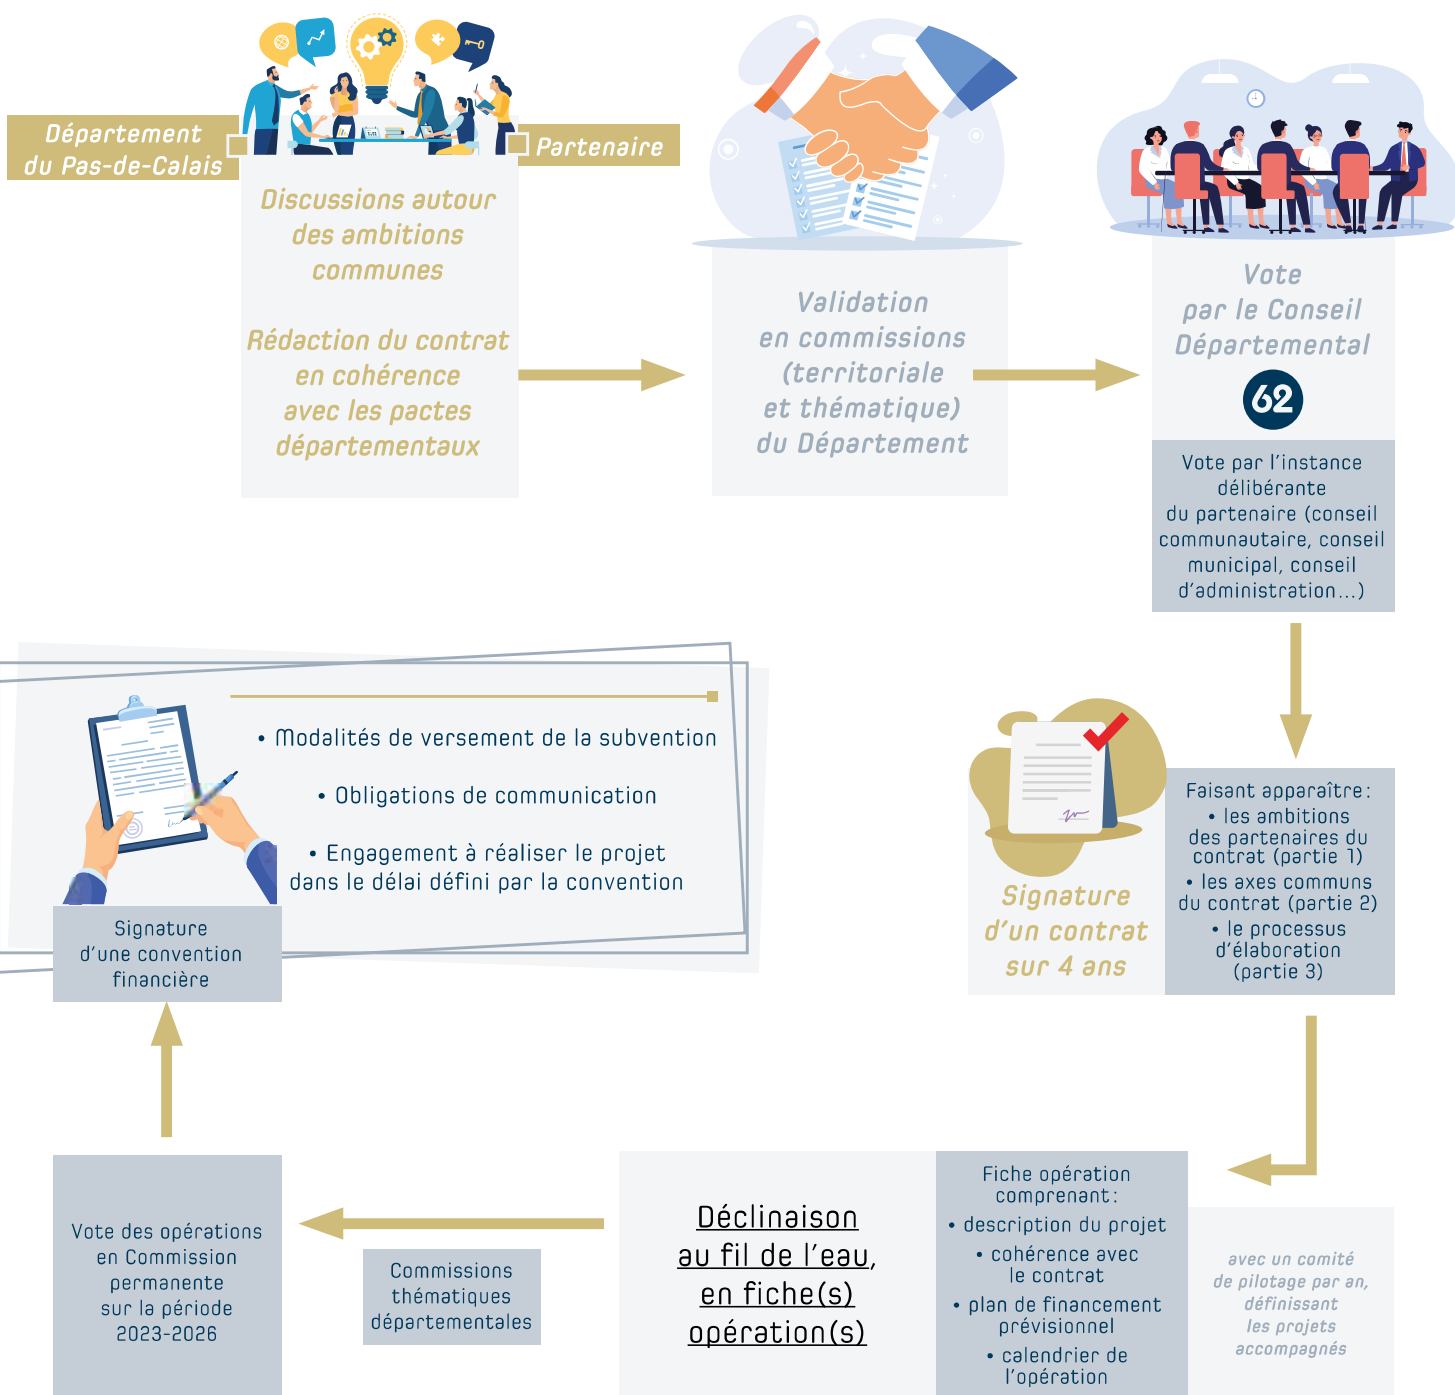 Département
du Pas-de-Calais
Partenaire
Discussions autour
des ambitions
communes
Rédaction du contrat
en cohérence
avec les pactes
départementaux
Validation
en commissions
(territoriale
et thématique)
du Département
Vote
par le Conseil
Départemental
62
Vote par l'instance
délibérante
du partenaire (conseil
communautaire, conseil
municipal, conseil
d'administration...)
Signature
d'un contrat
sur 4 ans
Faisant apparaître :
• les ambitions
des partenaires du
contrat (partie 1)
• les axes communs
du contrat (partie 2)
• le processus
d'élaboration
(partie 3)
avec un comité
de pilotage par an,
définissant
les projets
accompagnés
Fiche opération
comprenant :
• description du projet
• cohérence avec
le contrat
• plan de financement
prévisionnel
• calendrier de
l'opération
Déclinaison
au fil de l'eau,
en fiche(s)
opération(s)
Commissions
thématiques
départementales
Vote des opérations
en Commission
permanente
sur la période
2023-2026
Signature
d'une convention
financière
• Modalités de versement de la subvention
• Obligations de communication
• Engagement à réaliser le projet
dans le délai défini par la convention